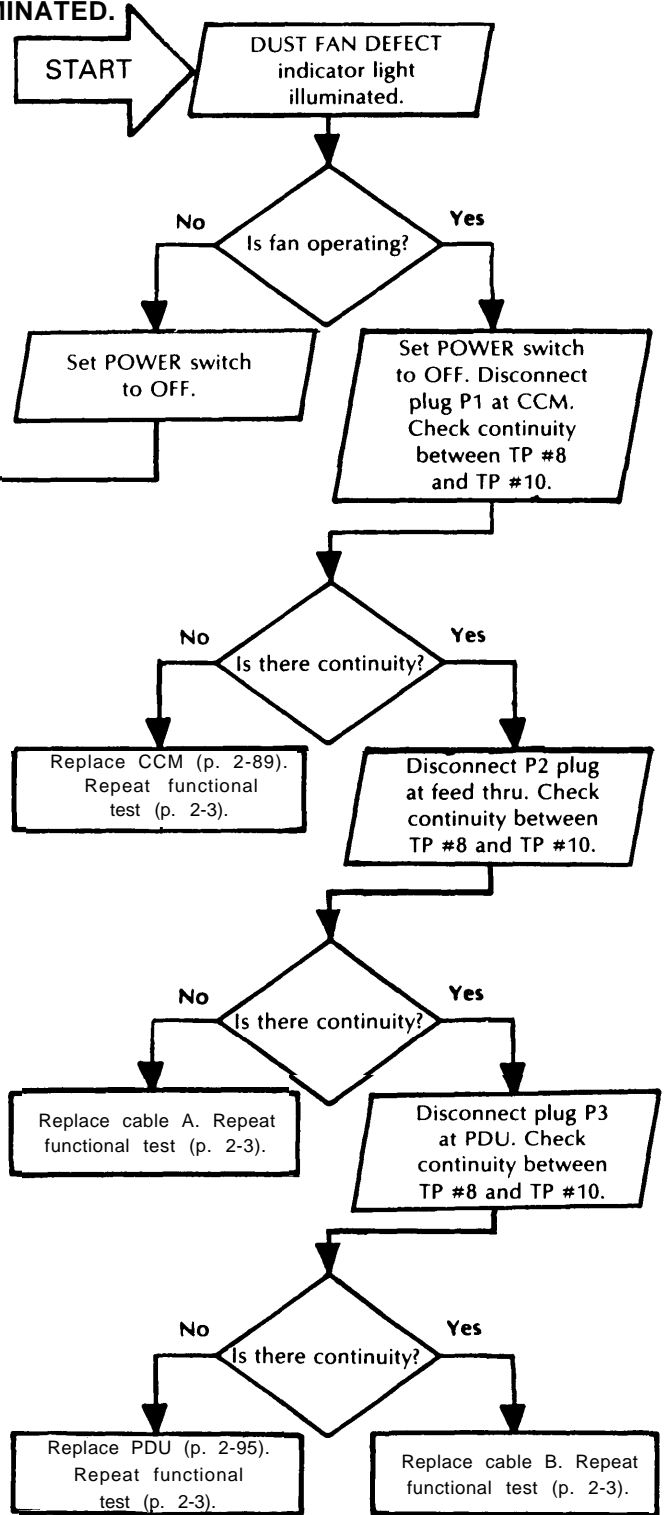 MINATED.
START
DUST FAN DEFECT
indicator light
illuminated.
No
Yes
Is fan operating?
Set POWER switch
to OFF.
Set POWER switch
to OFF. Disconnect
plug P1 at CCM.
Check continuity
between TP #8
and TP #10.
No
Yes
Is there continuity?
Replace CCM (p. 2-89).
Repeat functional
test (p. 2-3).
Disconnect P2 plug
at feed thru. Check
continuity between
TP #8 and TP #10.
No
Yes
Is there continuity?
Replace cable A. Repeat
functional test (p. 2-3).
Disconnect plug P3
at PDU. Check
continuity between
TP #8 and TP #10.
No
Yes
Is there continuity?
Replace PDU (p. 2-95).
Repeat functional
test (p. 2-3).
Replace cable B. Repeat
functional test (p. 2-3).